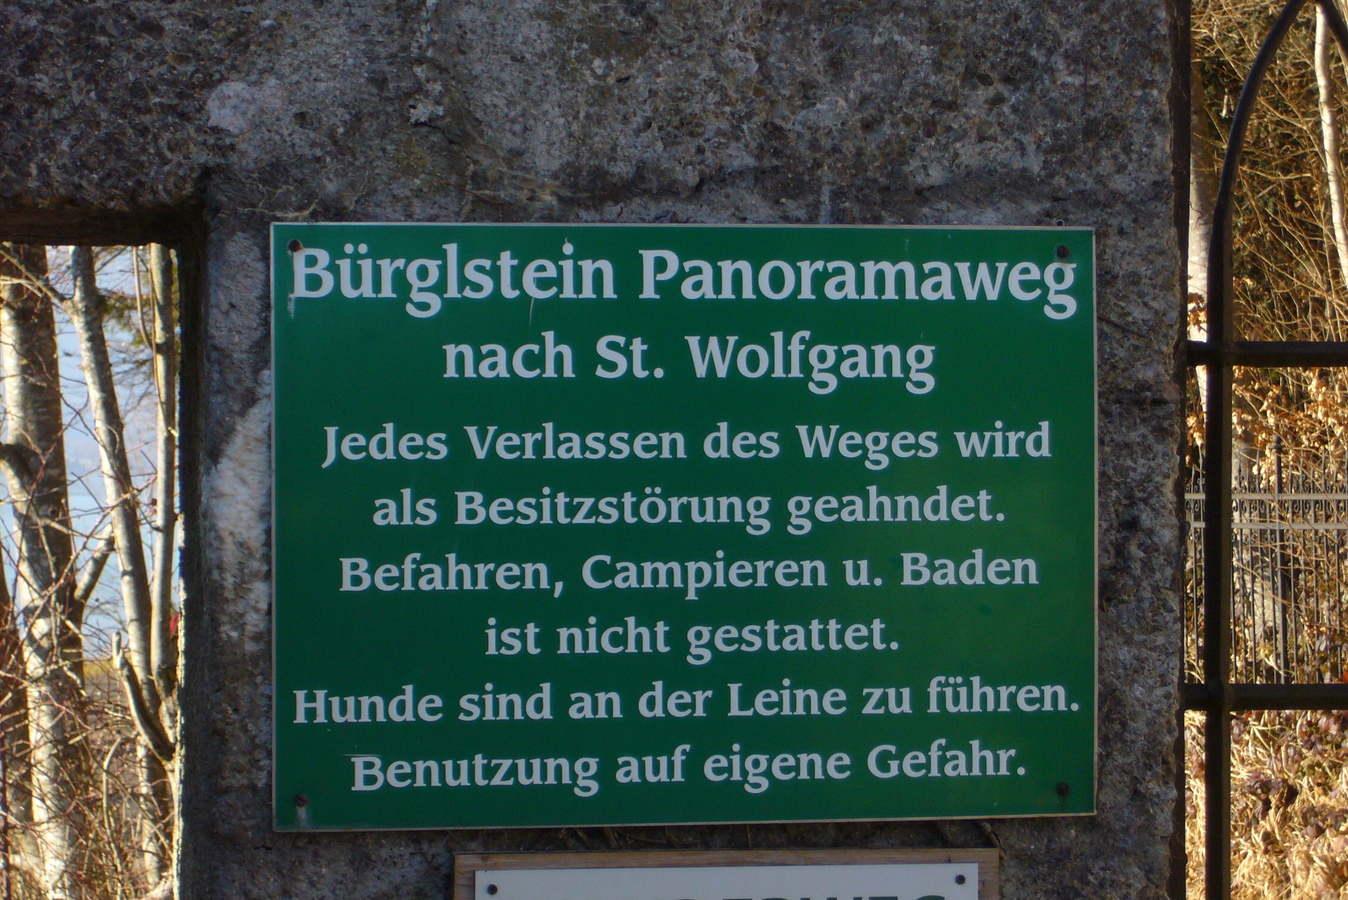 Bürglstein Panoramaweg
nach St. Wolfgang
Jedes Verlassen des Weges wird
als Besitzstörung geahndet.
Befahren, Campieren u. Baden
ist nicht gestattet.
Hunde sind an der Leine zu führen.
Benutzung auf eigene Gefahr.